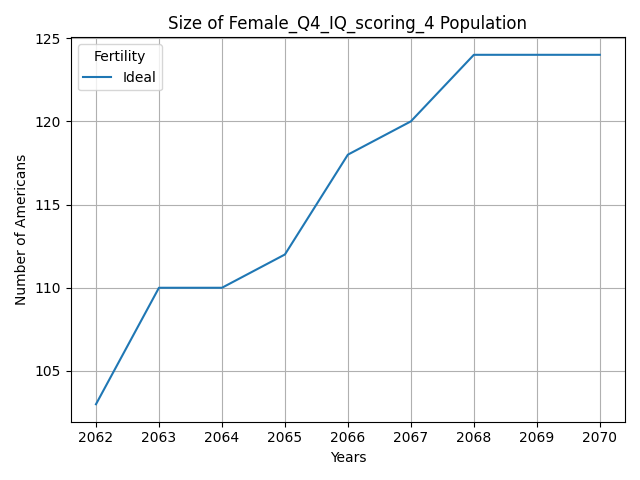 Size of Female_Q4_IQ_scoring_4 Population
Fertility
Ideal
Number of Americans
125
120
115
110
105
2062 2063 2064 2065 2066 2067 2068 2069 2070
Years